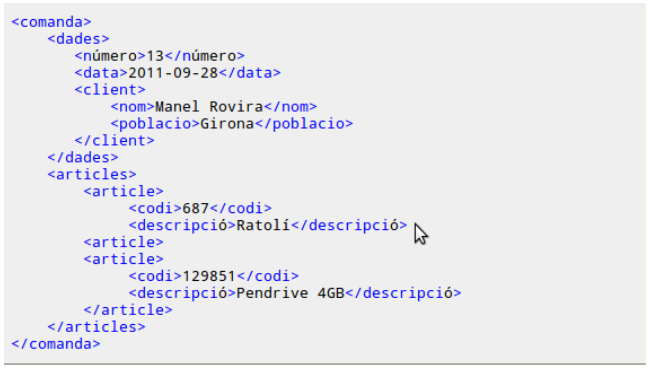 <comanda>
<dades>
<número>13</número>
<data>2011-09-28</data>
<client>
<nom>Manel Rovira</nom>
<poblacio>Girona</poblacio>
</client>
</dades>
<articles>
<article>
<codi>687</codi>
<descripció>Ratolí</descripció>
<article>
<article>
<codi>129851</codi>
<descripció>Pendrive 4GB</descripció>
</article>
</articles>
</comanda>